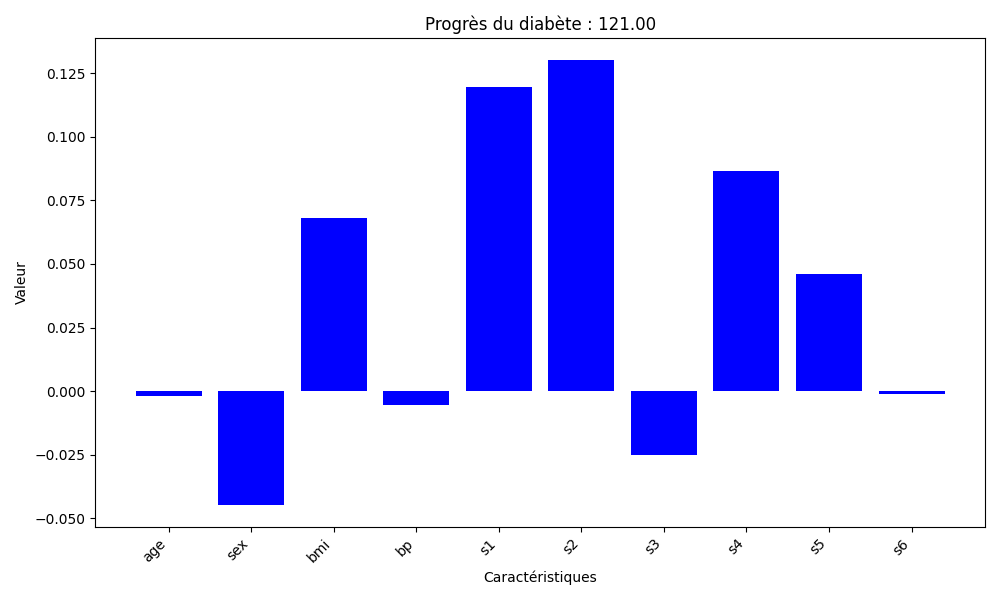 Progrès du diabète : 121.00
0.125
0.100
0.075
0.050
0.025
0.000
−0.025
−0.050
Valeur
age
sex
bmi
bp
s1
s2
s3
s4
s5
s6
Caractéristiques